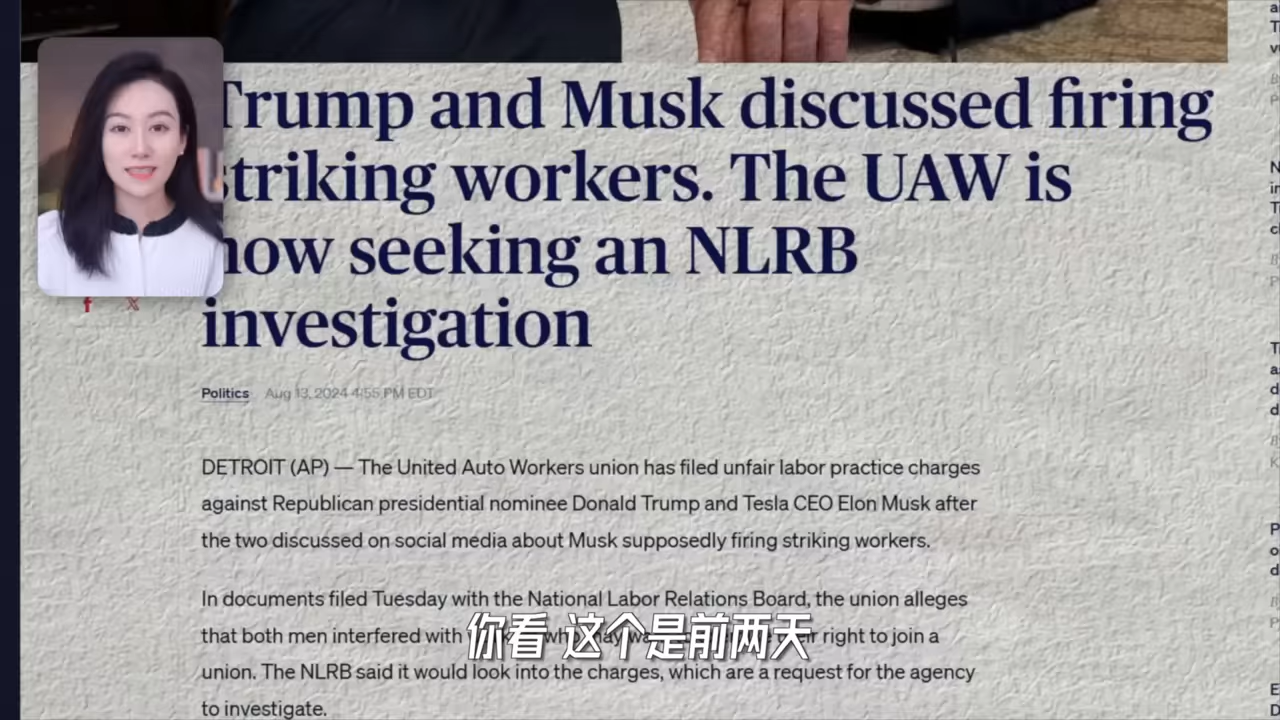 Trump and Musk discussed firing
striking workers. The UAW is
now seeking an NLRB
investigation
Politics Aug 13, 2024 4:55 PM EDT
DETROIT (AP) — The United Auto Workers union has filed unfair labor practice charges
against Republican presidential nominee Donald Trump and Tesla CEO Elon Musk after
the two discussed on social media about Musk supposedly firing striking workers.
In documents filed Tuesday with the National Labor Relations Board, the union alleges
that both men interfered with right to join a
union. The NLRB said it would look into the charges, which are a request for the agency
to investigate.
你看 这个是前两天